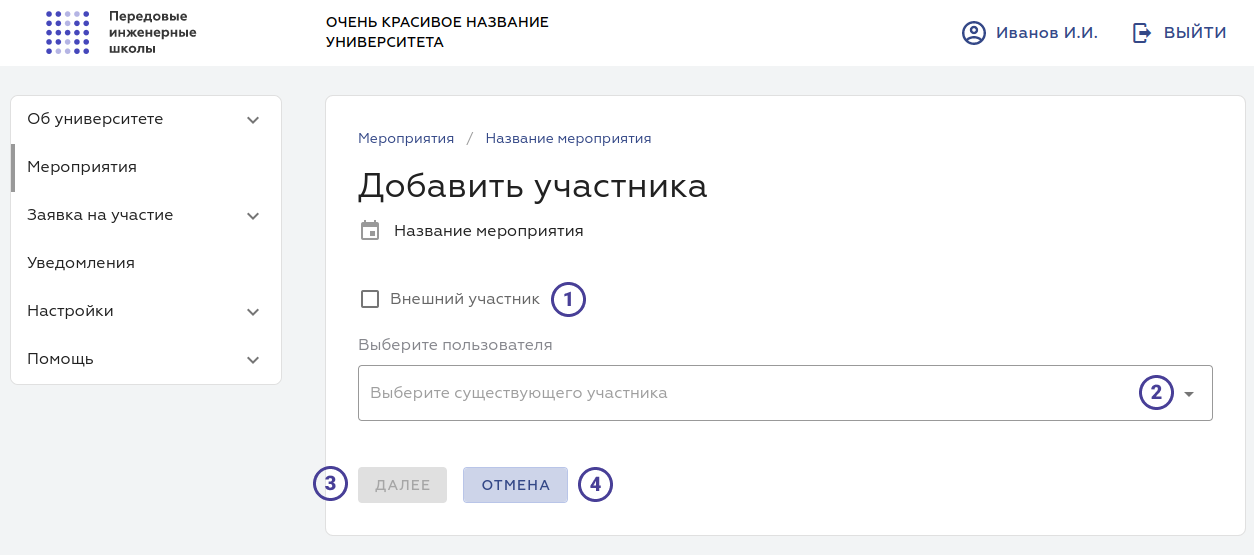 Передовые
инженерные
школы
ОЧЕНЬ КРАСИВОЕ НАЗВАНИЕ
УНИВЕРСИТЕТА
Иванов И.И.
ВЫЙТИ
Об университете
Мероприятия
Заявка на участие
Уведомления
Настройки
Помощь
Мероприятия / Название мероприятия
Добавить участника
Название мероприятия
Внешний участник 1
Выберите пользователя
Выберите существующего участника 2
3 ДАЛЕЕ ОТМЕНА 4